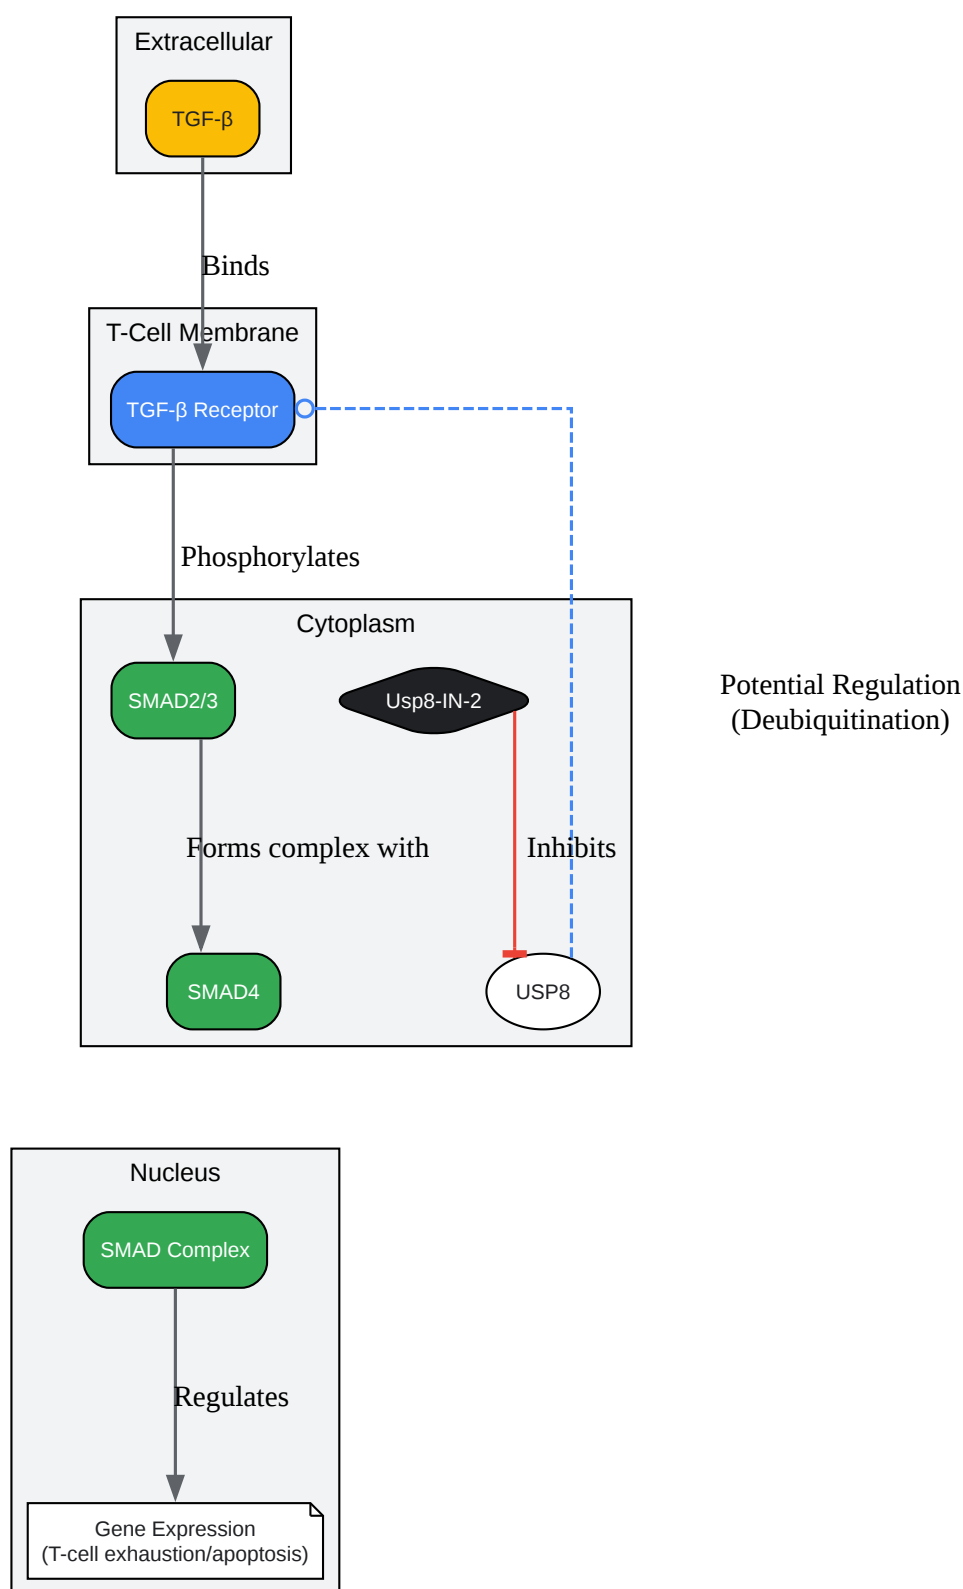 Extracellular
TGF-β
Binds
T-Cell Membrane
TGF-β Receptor
Phosphorylates
Cytoplasm
SMAD2/3
Usp8-IN-2
Potential Regulation
(Deubiquitination)
Forms complex with
Inhibits
SMAD4
USP8
Nucleus
SMAD Complex
Regulates
Gene Expression
(T-cell exhaustion/apoptosis)